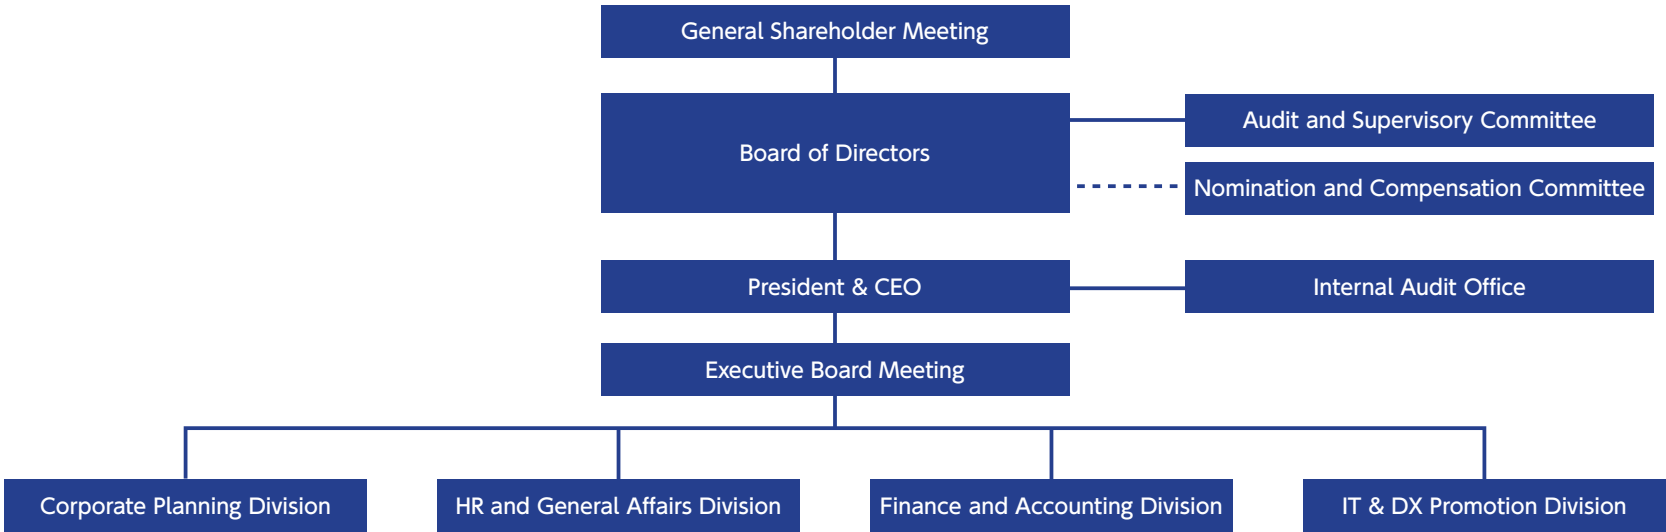 General Shareholder Meeting
Board of Directors
Audit and Supervisory Committee
Nomination and Compensation Committee
President & CEO
Internal Audit Office
Executive Board Meeting
Corporate Planning Division
HR and General Affairs Division
Finance and Accounting Division
IT & DX Promotion Division